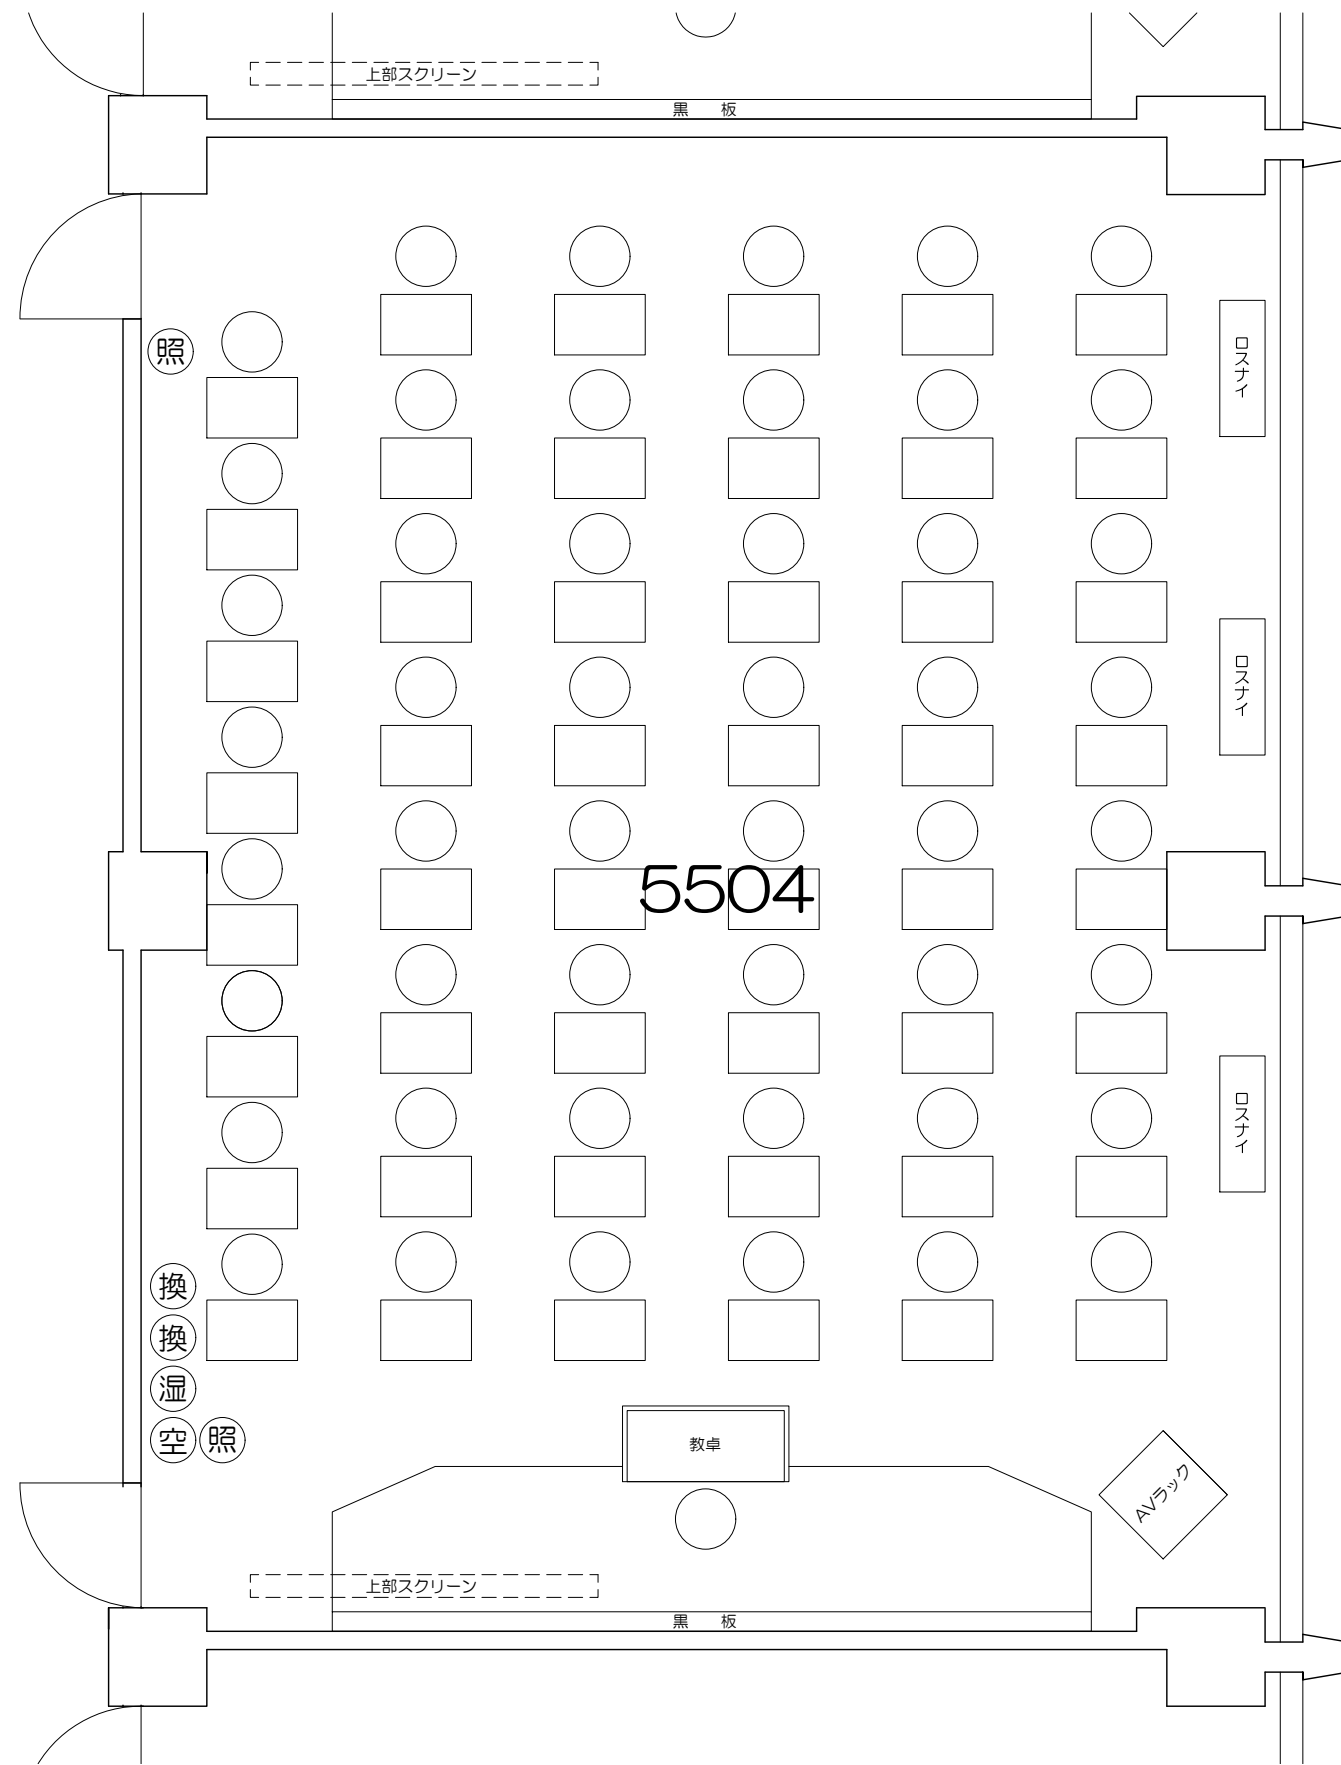 上部スクリーン
黒　板
照
ロスナイ
ロスナイ
5504
ロスナイ
換
換
湿
空 照
教卓
AVラック
上部スクリーン
黒　板